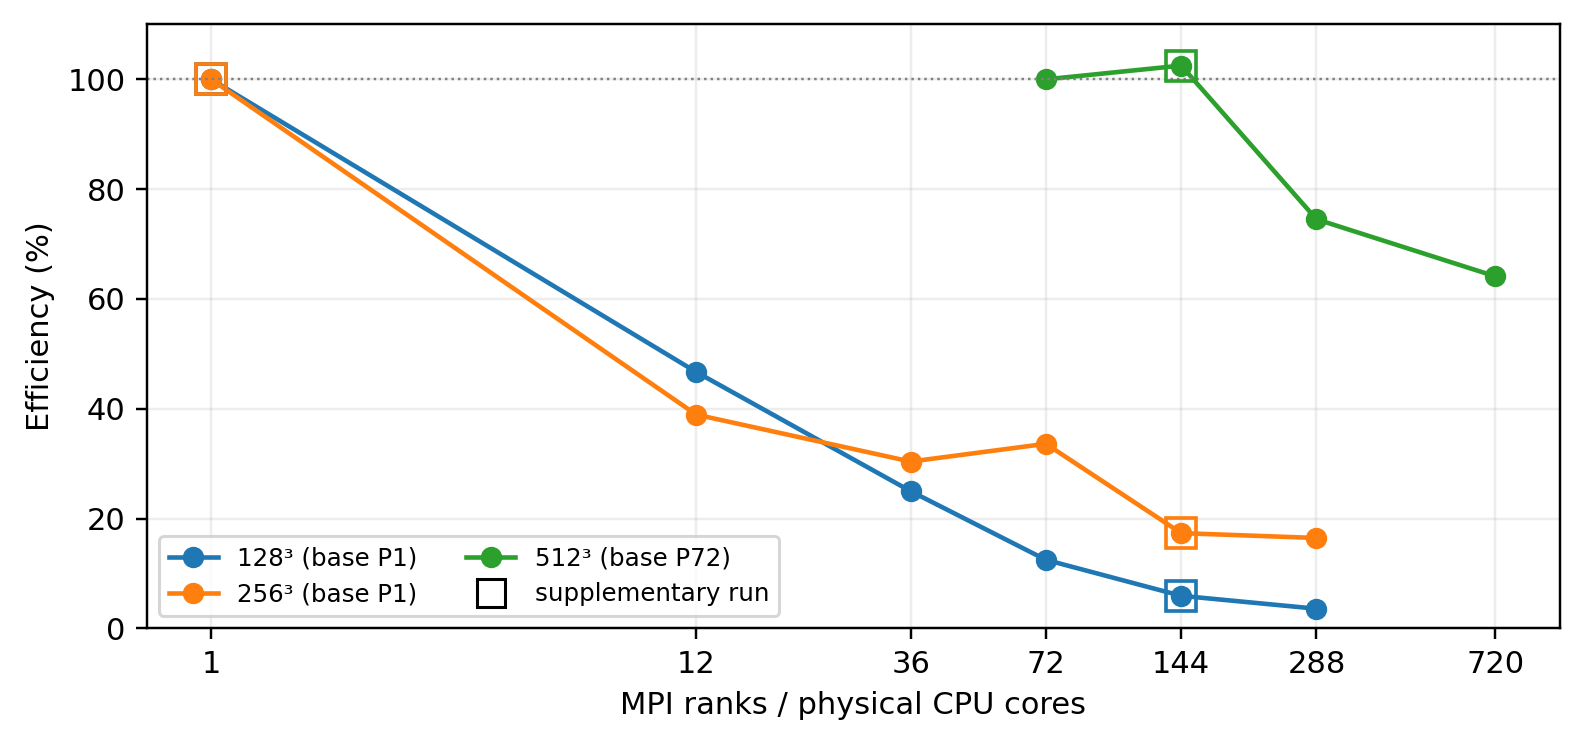 100
80
60
40
20
0
Efficiency (%)
128³ (base P1)
256³ (base P1)
512³ (base P72)
supplementary run
1 12 36 72 144 288 720
MPI ranks / physical CPU cores